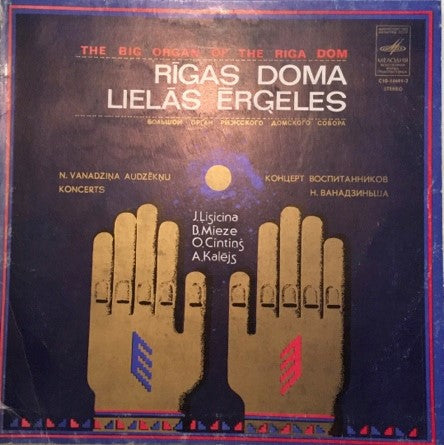 THE BIG ORGAN OF THE RIGA DOM
RĪGAS DOMA
LIELĀS ĒRĢELES
БОЛЬШОЙ ОРГАН РИЖСКОГО ДОМСКОГО СОБОРА
МЕЛОДИЯ
STEREO
N. VANADZIŅA AUDZĒKŅU
KONCERTS
КОНЦЕРТ ВОСПИТАННИКОВ
Н. ВАНАДЗИНЬША
J. Lisicina
B. Mieze
O. Cintiņš
A. Kalējs